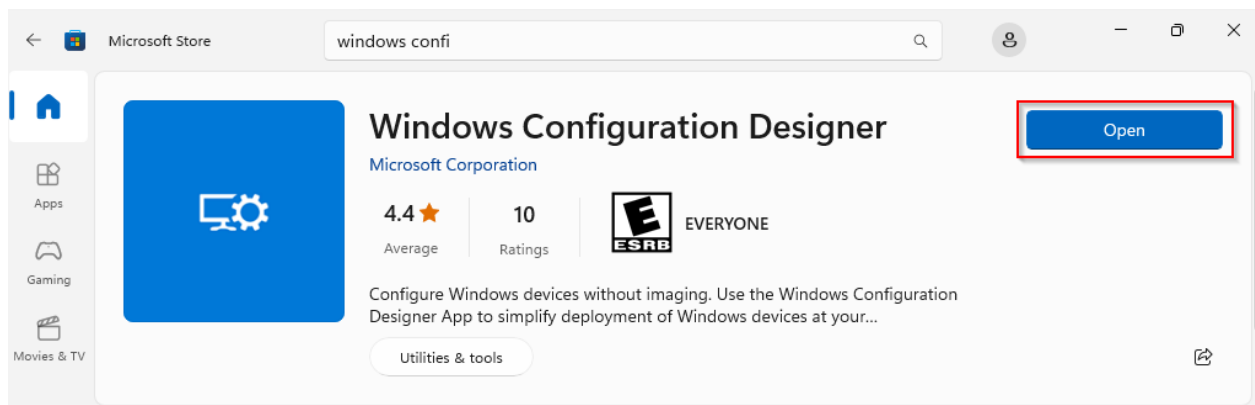 Microsoft Store
windows confi
Windows Configuration Designer
Open
Microsoft Corporation
4.4
10
E
EVERYONE
Average
Ratings
ESRB
Configure Windows devices without imaging. Use the Windows Configuration
Designer App to simplify deployment of Windows devices at your...
Utilities & tools
Apps
Gaming
Movies & TV